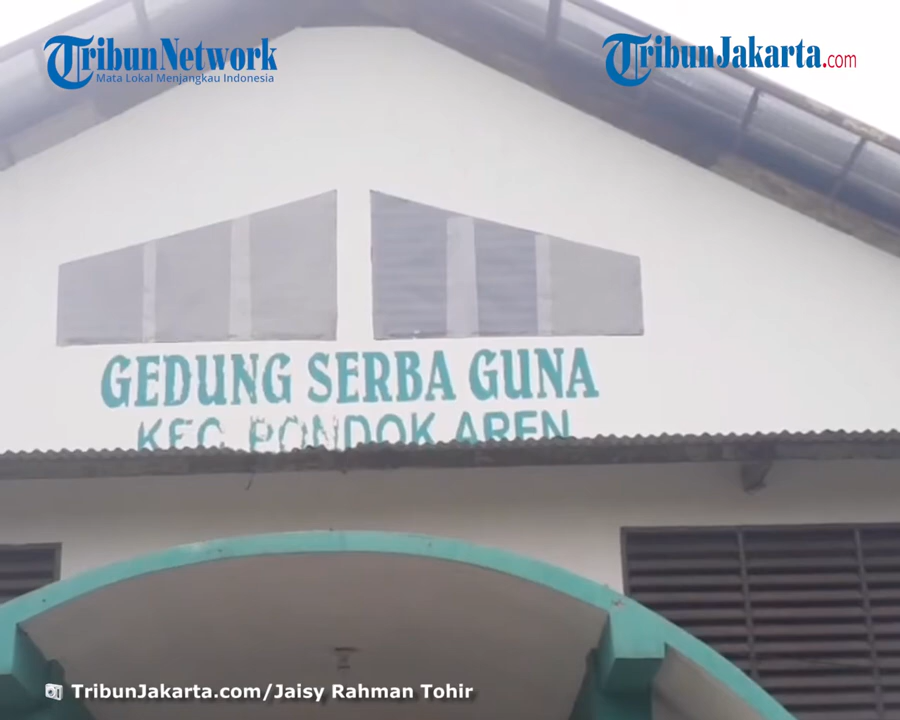 TribunNetwork
Mata Lokal Menjangkau Indonesia
TribunJakarta.com
GEDUNG SERBA GUNA
KEC. PONDOK AREN
TribunJakarta.com/Jaisy Rahman Tohir